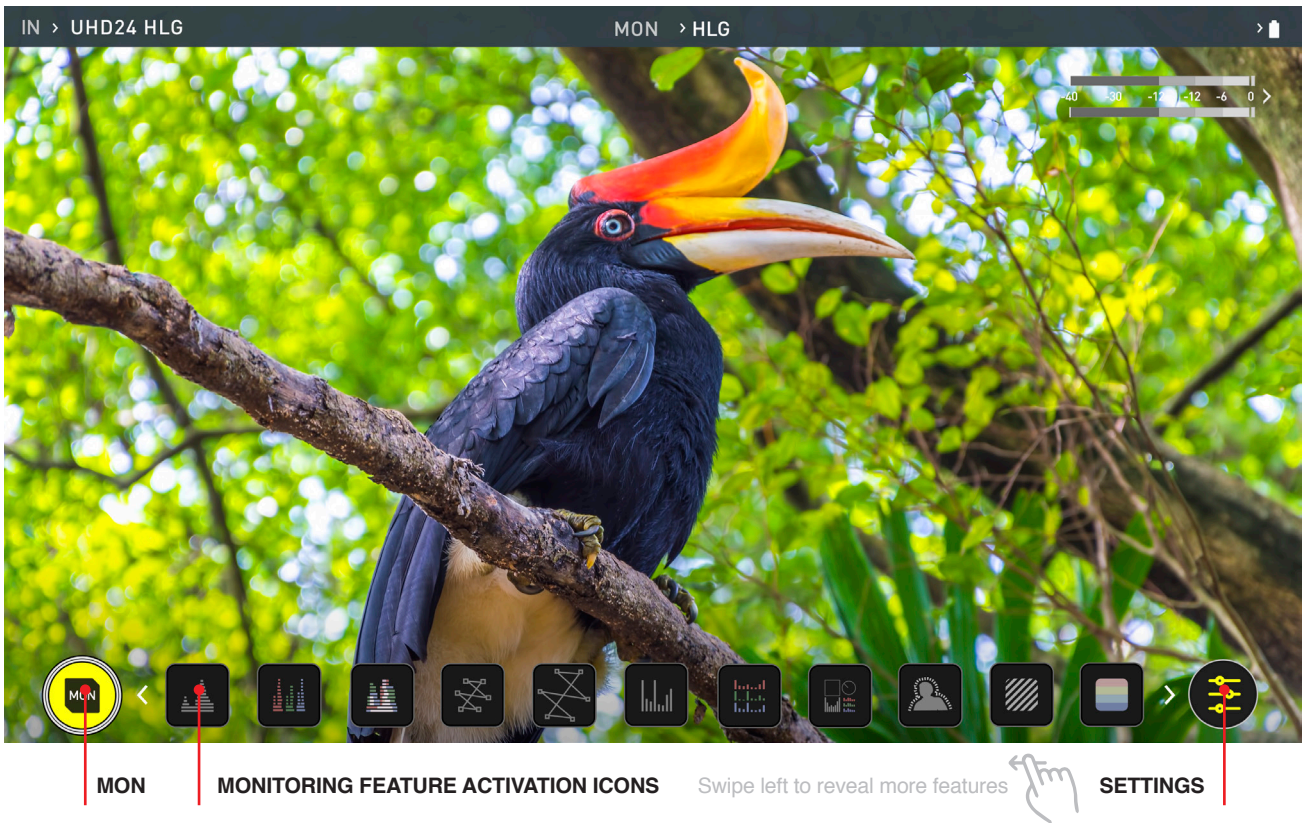 IN > UHD24 HLG
MON > HLG
>
-40 -30 -12 -12 -6 0 >
MON
MON
MONITORING FEATURE ACTIVATION ICONS
Swipe left to reveal more features
SETTINGS